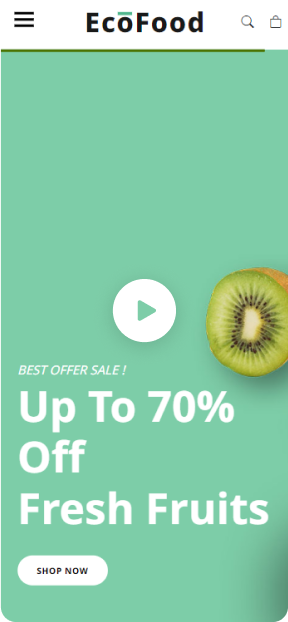 EcoFood
BEST OFFER SALE !
Up To 70%
Off
Fresh Fruits
SHOP NOW